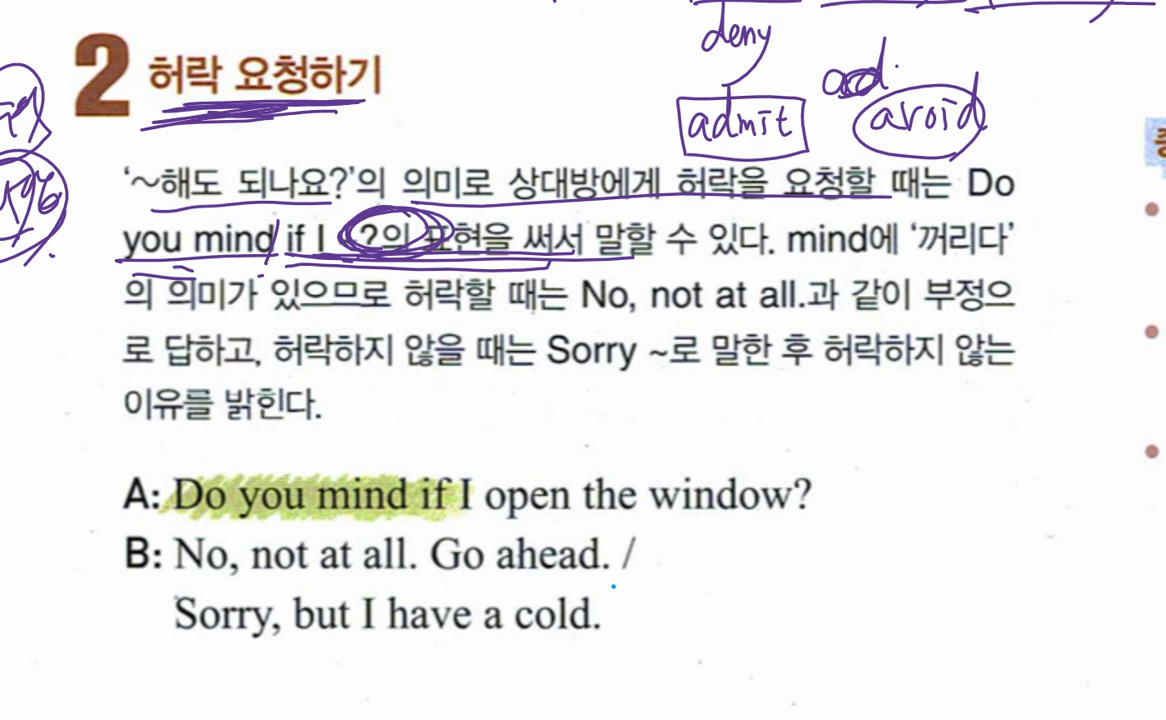 deny
admit
avoid
2 허락 요청하기
'~해도 되나요?'의 의미로 상대방에게 허락을 요청할 때는 Do
you mind if I ?의 표현을 써서 말할 수 있다. mind에 '꺼리다'
의 의미가 있으므로 허락할 때는 No, not at all.과 같이 부정으
로 답하고, 허락하지 않을 때는 Sorry ~로 말한 후 허락하지 않는
이유를 밝힌다.
A: Do you mind if I open the window?
B: No, not at all. Go ahead. /
Sorry, but I have a cold.